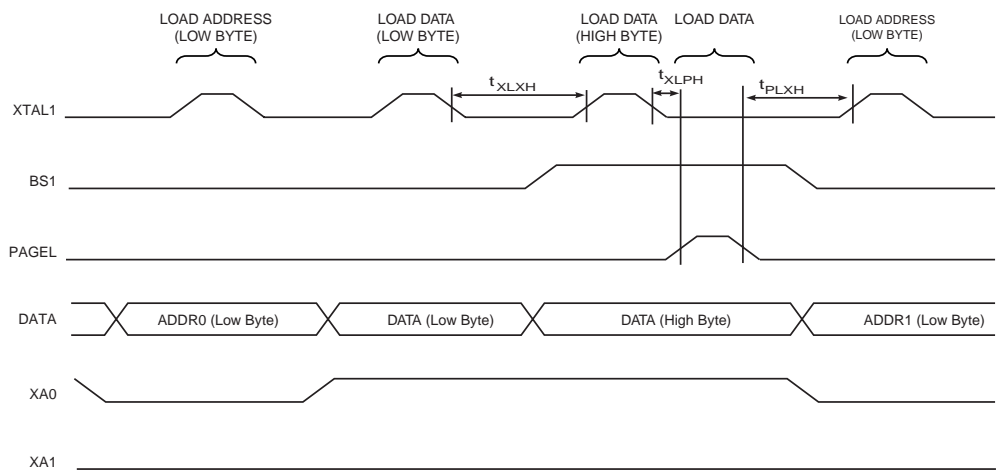 LOAD ADDRESS
(LOW BYTE)
LOAD DATA
(LOW BYTE)
LOAD DATA
(HIGH BYTE)
LOAD DATA
LOAD ADDRESS
(LOW BYTE)
t XLXH
tXLPH
tPLXH
XTAL1
BS1
PAGEL
DATA
ADDR0 (Low Byte)
DATA (Low Byte)
DATA (High Byte)
ADDR1 (Low Byte)
XA0
XA1